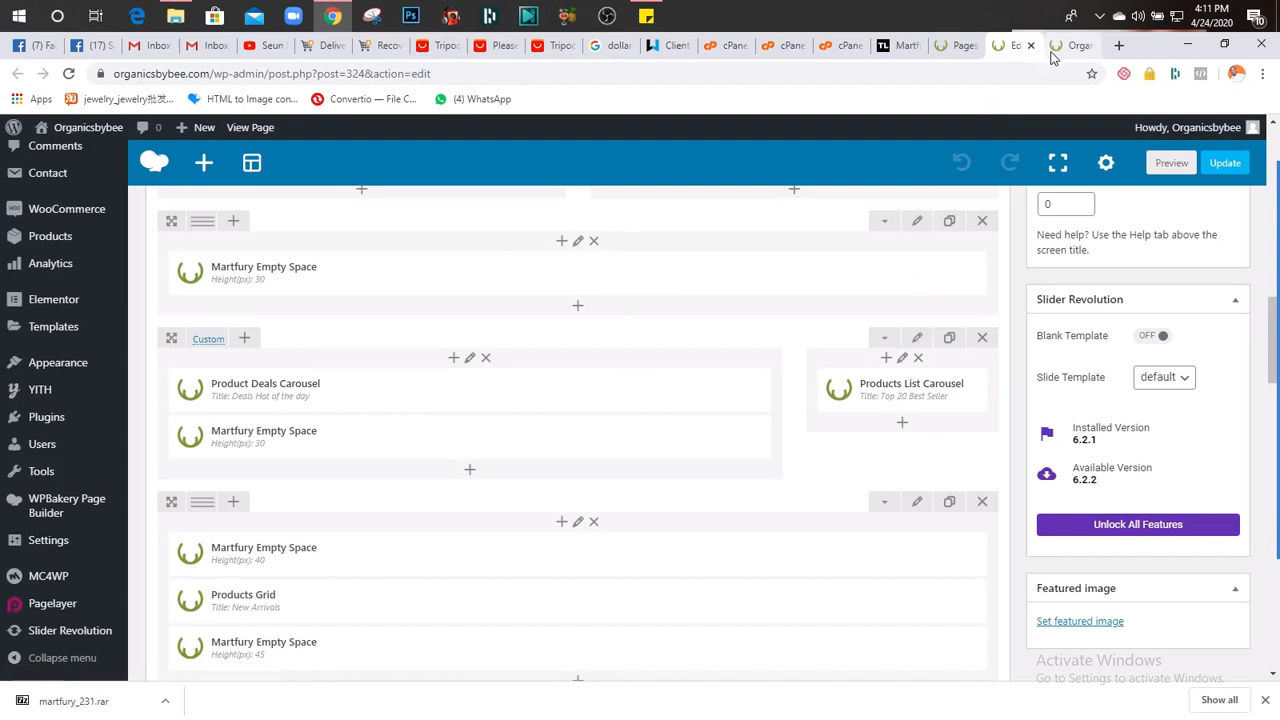 4:11 PM
4/24/2020
10
(7) Fac
(17) S
Inbox
Inbox
Seun
Delive
Recov
Tripoc
Please
Tripoc
dollar
Client
cPane
cPane
cPane
TL
Martfu
Pages
Ed
Organ
organicsbybee.com/wp-admin/post.php?post=324&action=edit
Apps
jewelry_jewelry批发...
HTML to Image con...
Convertio — File C...
(4) WhatsApp
Organicsbybee!
0
New
View Page
Howdy, Organicsbybee
Comments
Contact
WooCommerce
Products
Analytics
Elementor
Templates
Appearance
YITH
Plugins
Users
Tools
WPBakery Page
Builder
Settings
MC4WP
Pagelayer
Slider Revolution
Collapse menu
Preview
Update
Martfury Empty Space
Height(px): 30
Custom
Product Deals Carousel
Title: Deals Hot of the day
Martfury Empty Space
Height(px): 30
Products List Carousel
Title: Top 20 Best Seller
Martfury Empty Space
Height(px): 40
Products Grid
Title: New Arrivals
Martfury Empty Space
Height(px): 45
0
Need help? Use the Help tab above the
screen title.
Slider Revolution
Blank Template
OFF
Slide Template
default
Installed Version
6.2.1
Available Version
6.2.2
Unlock All Features
Featured image
Set featured image
Activate Windows
Go to Settings to activate Windows.
martfury_231.rar
Show all